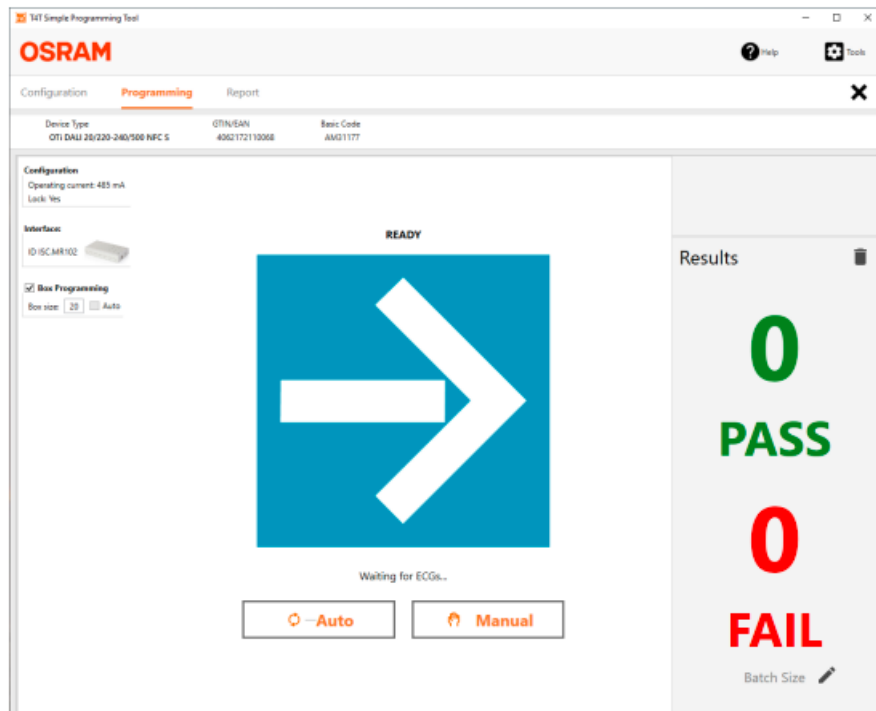 T4T Simple Programming Tool
OSRAM
Help
Tools
Configuration Programming Report
Device Type GTIN/EAN Basic Code
OTi DALI 20/220-240/500 NFC S 4062172110068 AM31177
Configuration
Operating current: 485 mA
Lock: Yes
Interface:
ID ISC.MR102
Box Programming
Box size: 20 Auto
READY
Waiting for ECGs...
Auto
Manual
Results
0
PASS
0
FAIL
Batch Size